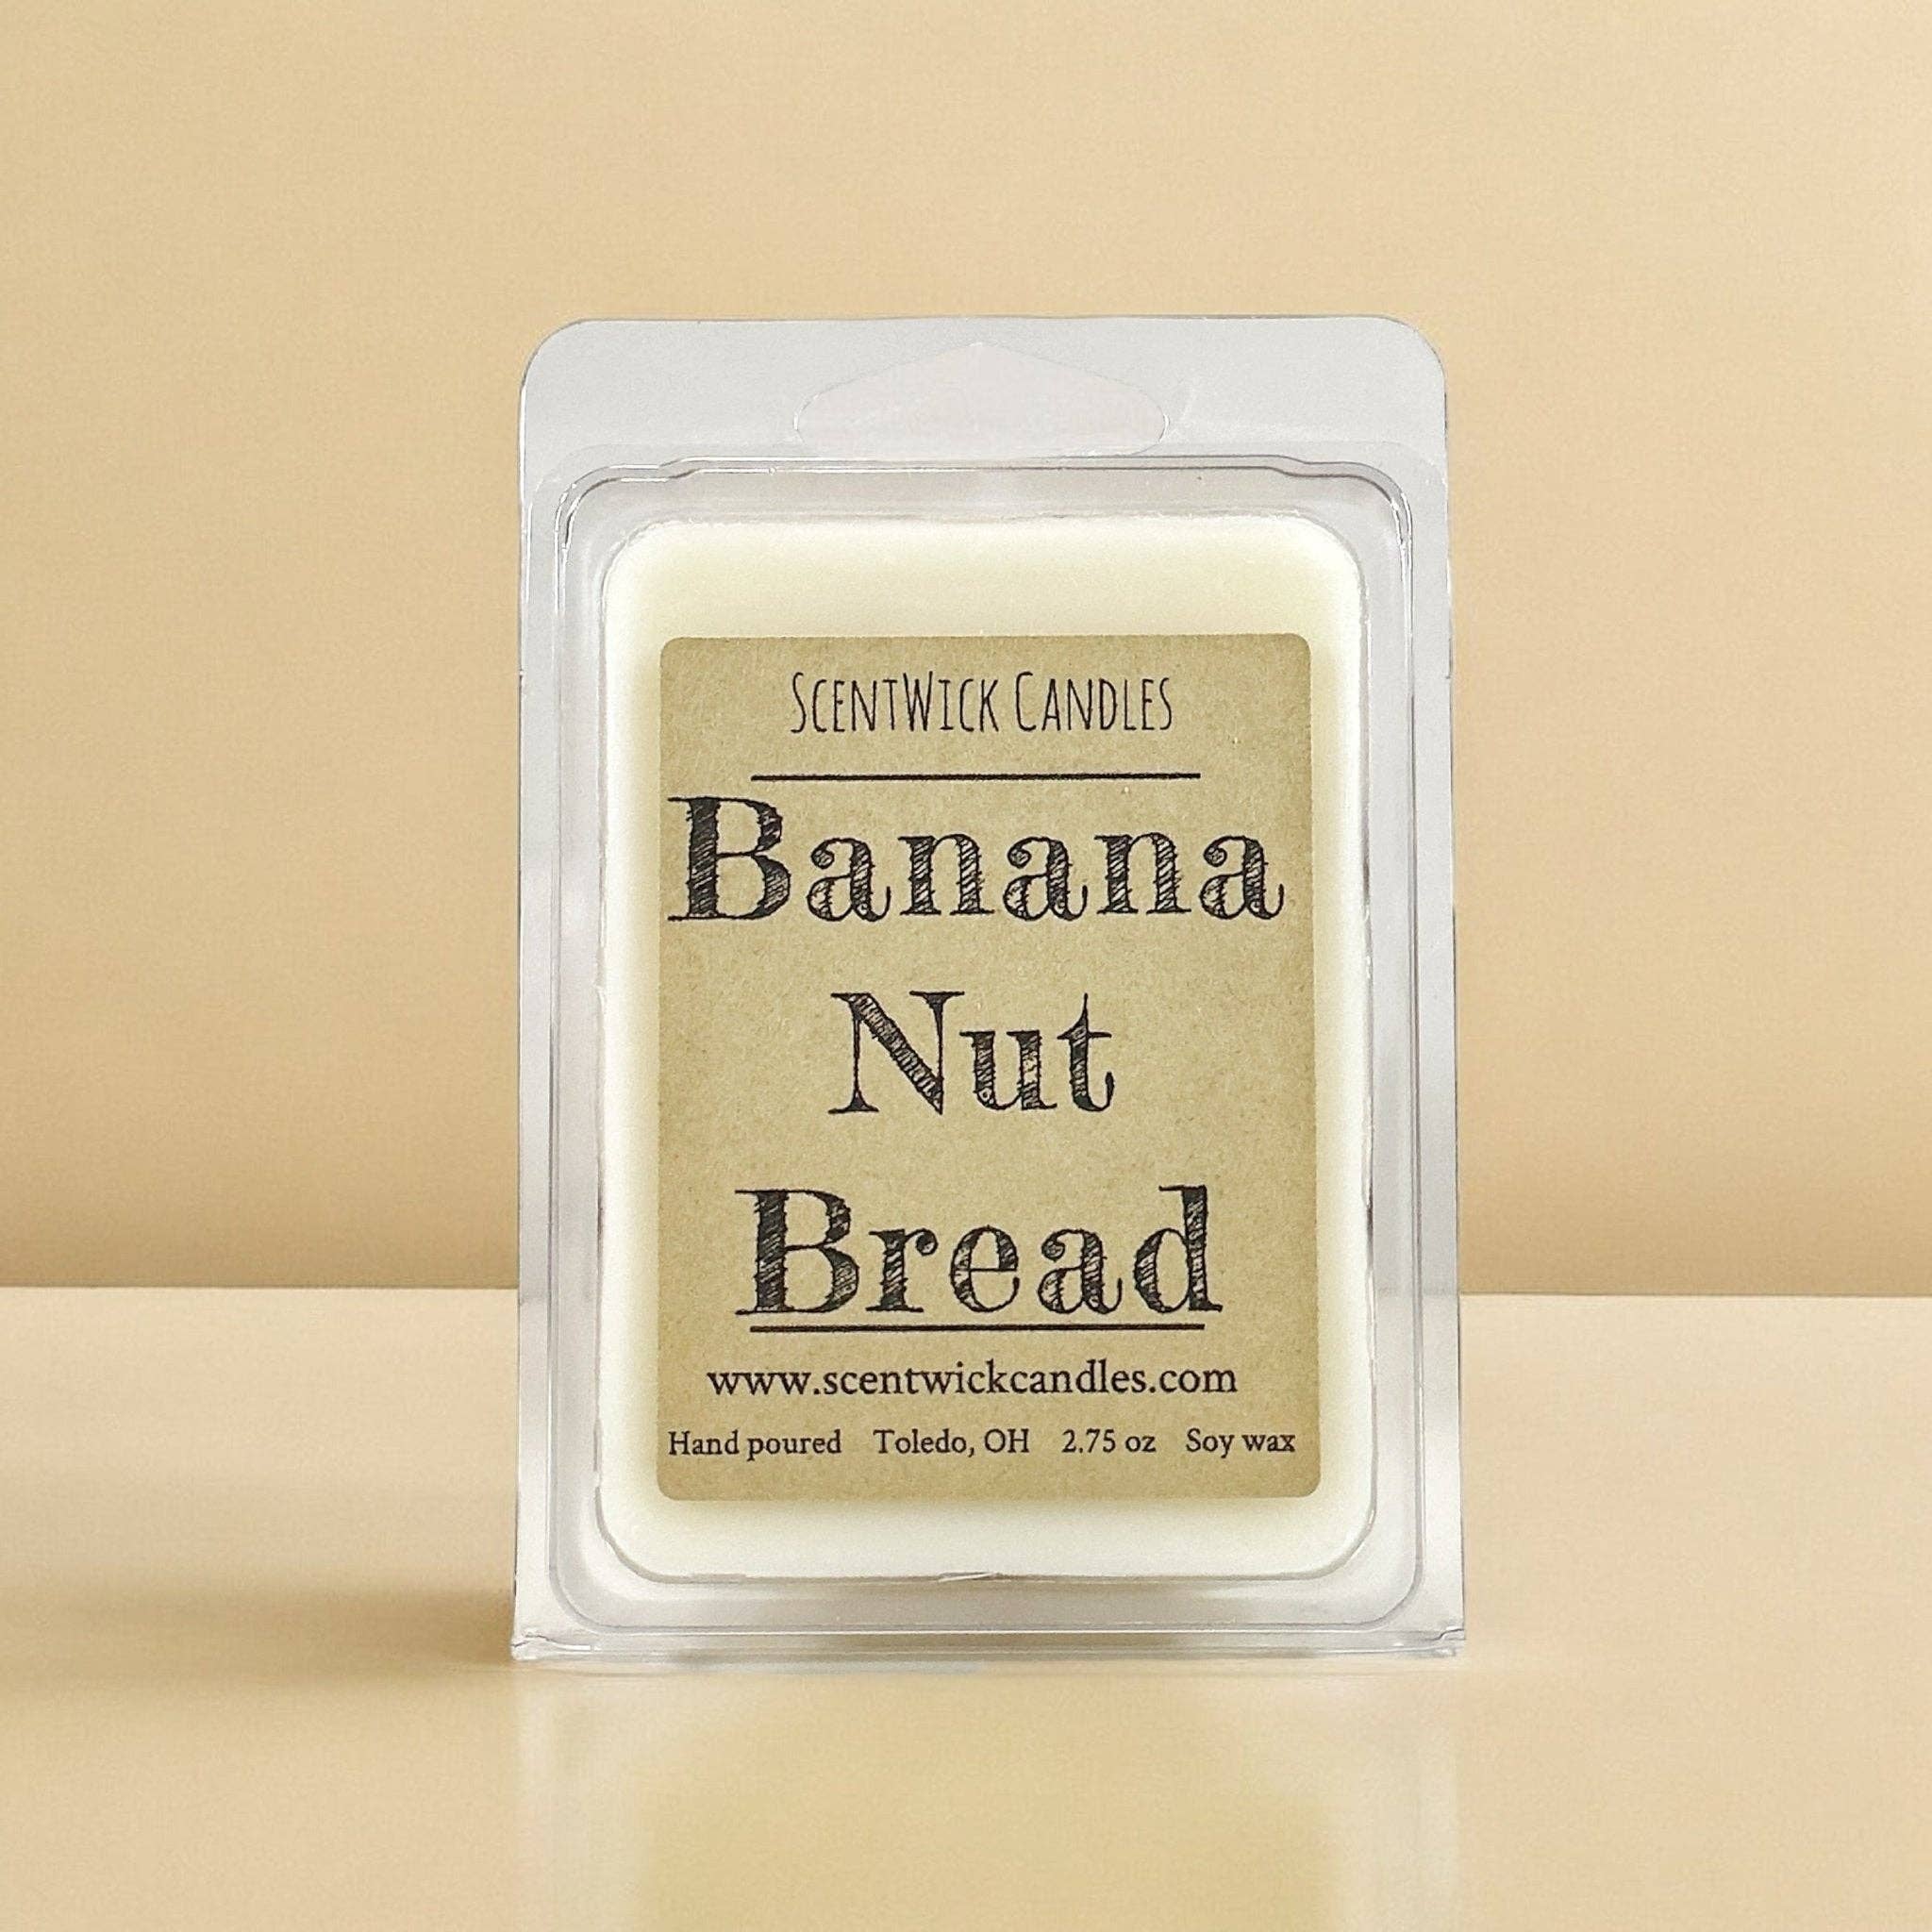 ScentWick Candles
Banana
Nut
Bread
www.scentwickcandles.com
Hand poured Toledo, OH 2.75 oz Soy wax